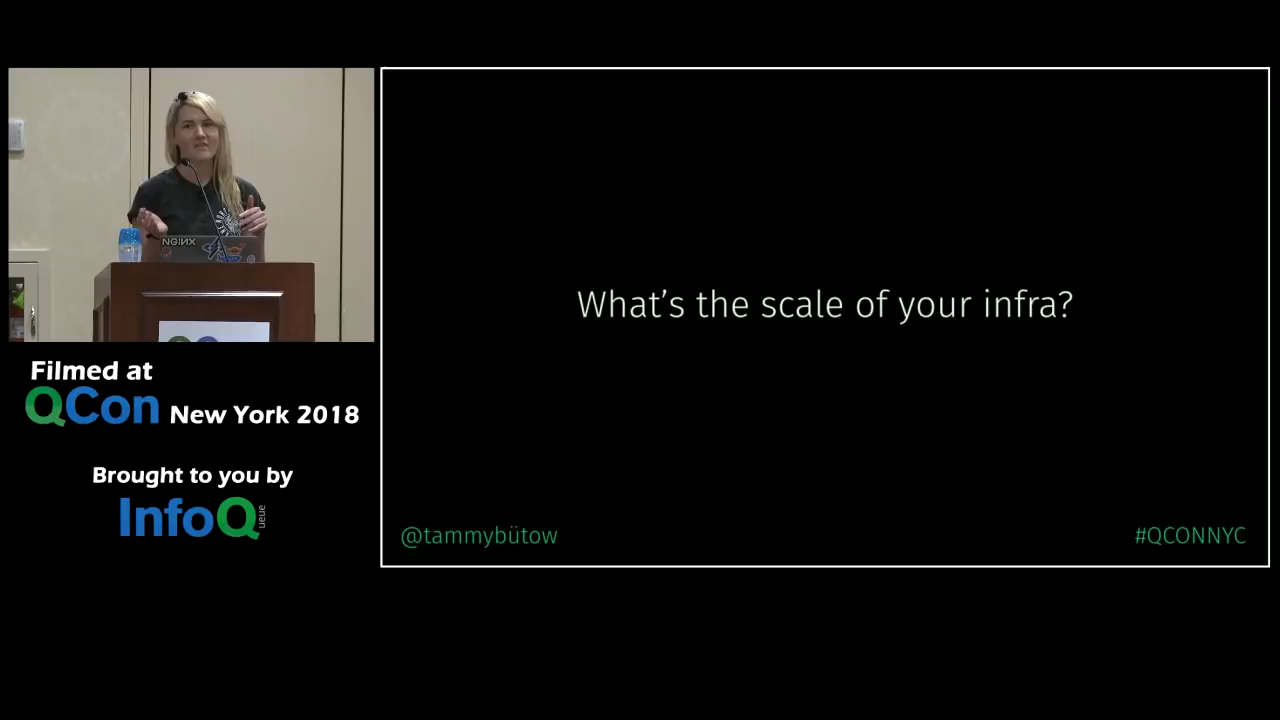 NGINX
Filmed at
QCon New York 2018
Brought to you by
InfoQ
ueue
What's the scale of your infra?
@tammybütow
#QCONNYC